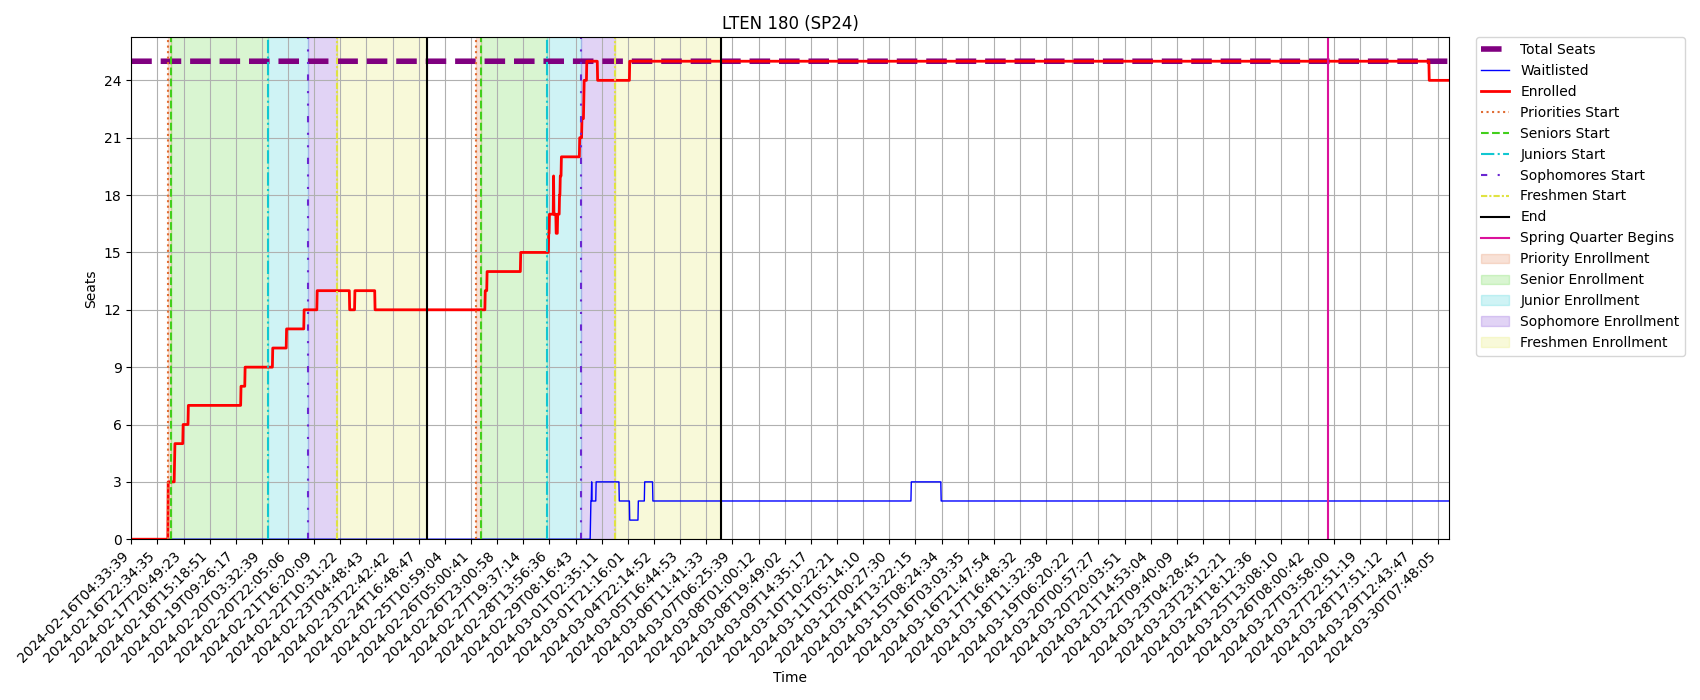 LTEN 180 (SP24)
Total Seats
Waitlisted
Enrolled
Priorities Start
Seniors Start
Juniors Start
Sophomores Start
Freshmen Start
End
Spring Quarter Begins
Priority Enrollment
Senior Enrollment
Junior Enrollment
Sophomore Enrollment
Freshmen Enrollment
Seats
24
21
18
15
12
9
6
3
0
2024-02-16T04:33:39
2024-02-16T22:34:35
2024-02-17T20:49:23
2024-02-18T15:18:51
2024-02-19T09:26:17
2024-02-20T03:32:39
2024-02-20T22:05:06
2024-02-21T16:20:09
2024-02-22T10:31:22
2024-02-23T04:48:43
2024-02-23T22:42:42
2024-02-24T16:48:47
2024-02-25T10:59:04
2024-02-26T05:00:41
2024-02-26T23:00:58
2024-02-27T19:37:14
2024-02-28T13:56:36
2024-02-29T08:16:43
2024-03-01T02:35:11
2024-03-01T21:16:01
2024-03-04T22:14:52
2024-03-05T16:44:53
2024-03-06T11:41:33
2024-03-07T06:25:39
2024-03-08T01:00:12
2024-03-08T19:49:02
2024-03-09T14:35:17
2024-03-10T10:22:21
2024-03-11T05:14:10
2024-03-12T00:27:30
2024-03-14T13:22:15
2024-03-15T08:24:34
2024-03-16T03:03:35
2024-03-16T21:47:54
2024-03-17T16:48:32
2024-03-18T11:32:38
2024-03-19T06:20:22
2024-03-20T00:57:27
2024-03-20T20:03:51
2024-03-21T14:53:04
2024-03-22T09:40:09
2024-03-23T04:28:45
2024-03-23T23:12:21
2024-03-24T18:12:36
2024-03-25T13:08:10
2024-03-26T08:00:42
2024-03-27T03:58:00
2024-03-27T22:51:19
2024-03-28T17:51:12
2024-03-29T12:43:47
2024-03-30T07:48:05
Time